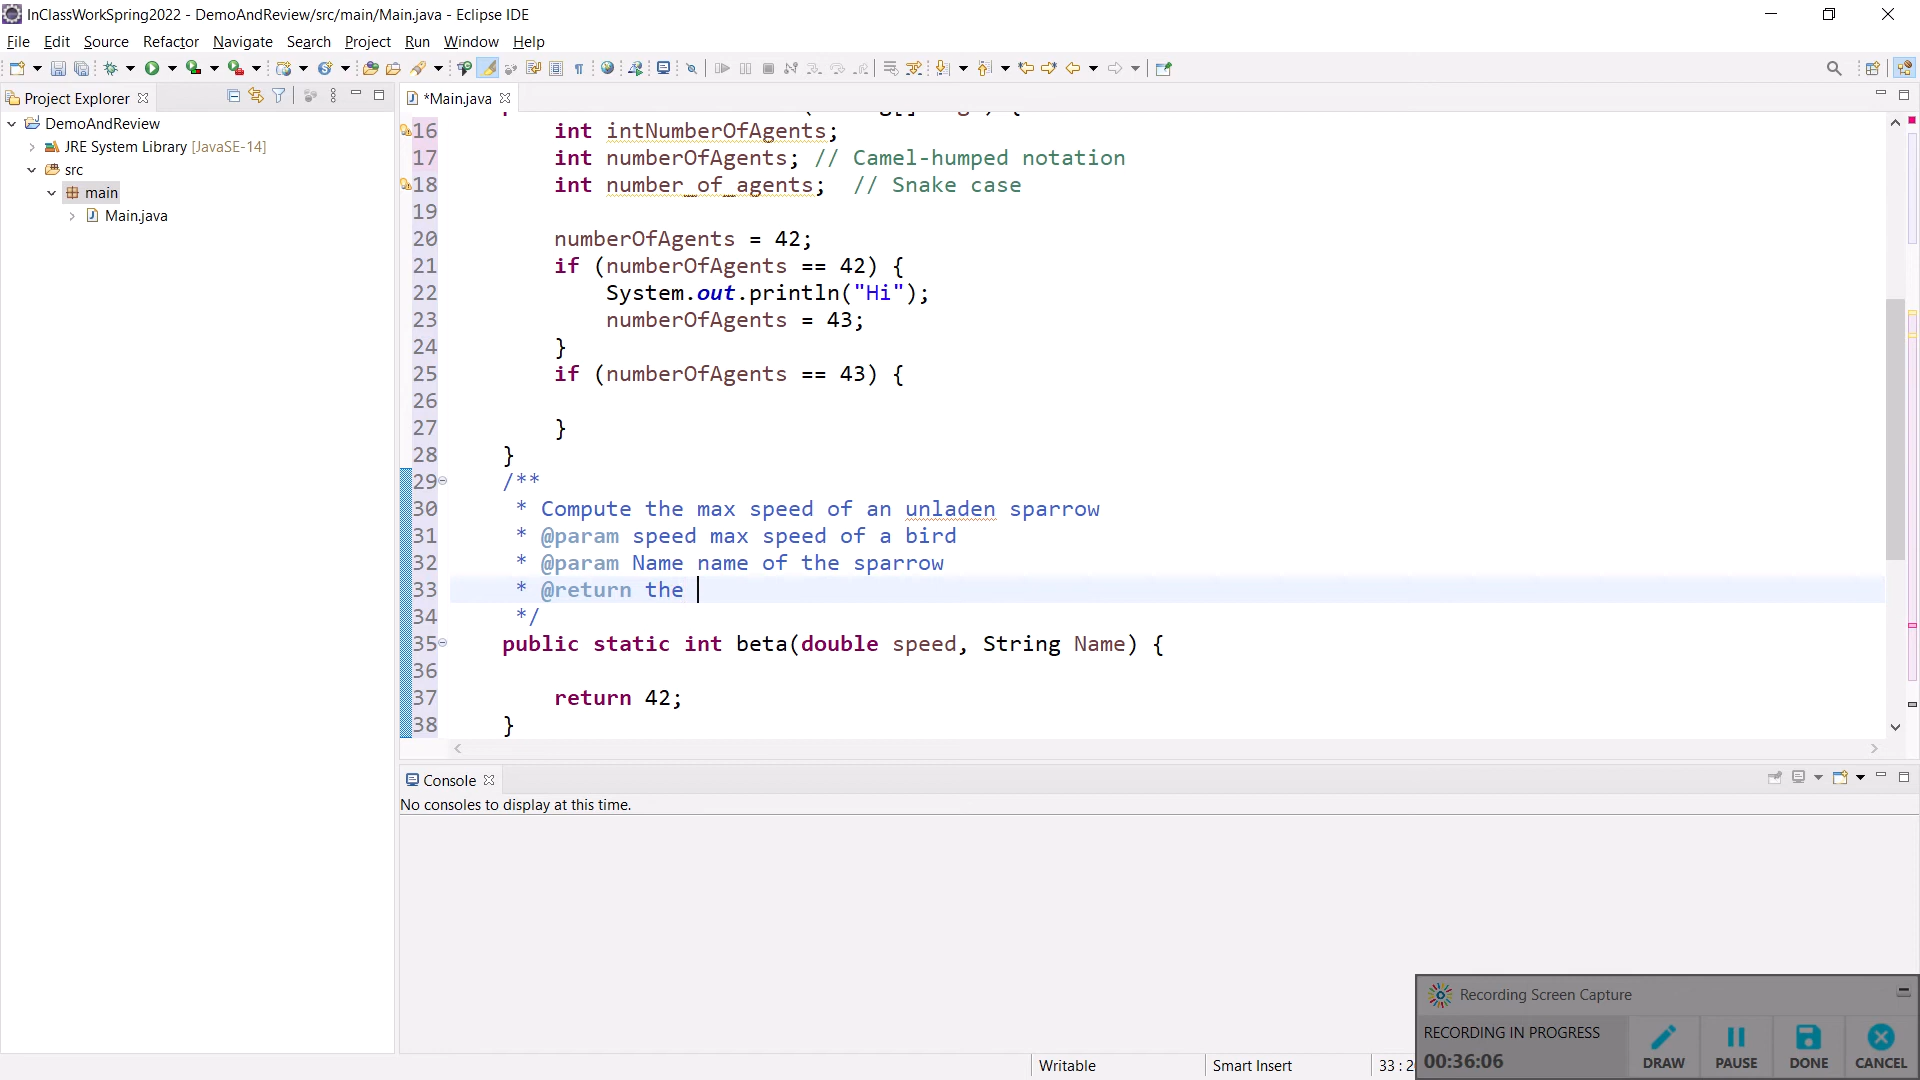 InClassWorkSpring2022 - DemoAndReview/src/main/Main.java - Eclipse IDE
File Edit Source Refactor Navigate Search Project Run Window Help
Project Explorer
*Main.java
DemoAndReview
JRE System Library [JavaSE-14]
src
main
Main.java
16 int intNumberOfAgents;
17 int numberOfAgents; // Camel-humped notation
18 int number_of_agents; // Snake case
19
20 numberOfAgents = 42;
21 if (numberOfAgents == 42) {
22 System.out.println("Hi");
23 numberOfAgents = 43;
24 }
25 if (numberOfAgents == 43) {
26
27 }
28 }
29 /**
30 * Compute the max speed of an unladen sparrow
31 * @param speed max speed of a bird
32 * @param Name name of the sparrow
33 * @return the
34 */
35 public static int beta(double speed, String Name) {
36
37 return 42;
38 }
Console
No consoles to display at this time.
Recording Screen Capture
RECORDING IN PROGRESS
00:36:06
DRAW PAUSE DONE CANCEL
Writable Smart Insert 33 : 2